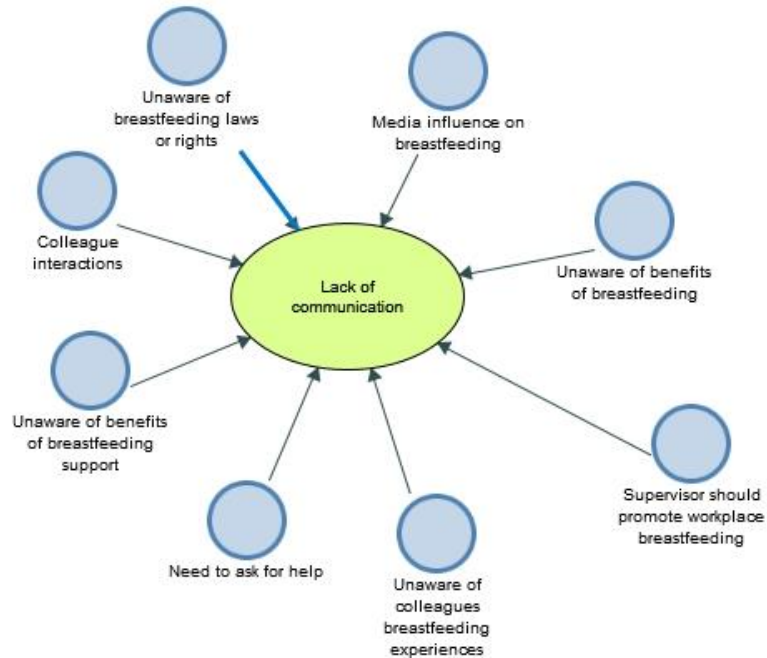 Unaware of
breastfeeding laws
or rights
Media influence on
breastfeeding
Colleague
interactions
Unaware of benefits
of breastfeeding
Lack of
communication
Unaware of benefits
of breastfeeding
support
Supervisor should
promote workplace
breastfeeding
Need to ask for help
Unaware of
colleagues
breastfeeding
experiences